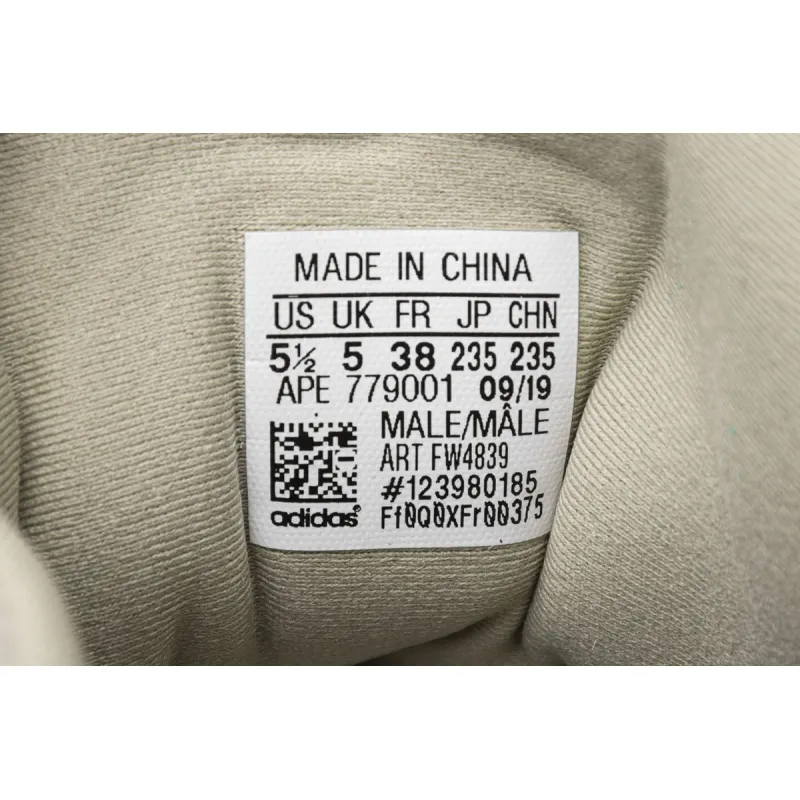 MADE IN CHINA
US UK FR JP CHN
5½ 5 38 235 235
APE 779001 09/19
MALE/MÂLE
ART FW4839
#123980185
adidas® Ff0Q0XFr00375